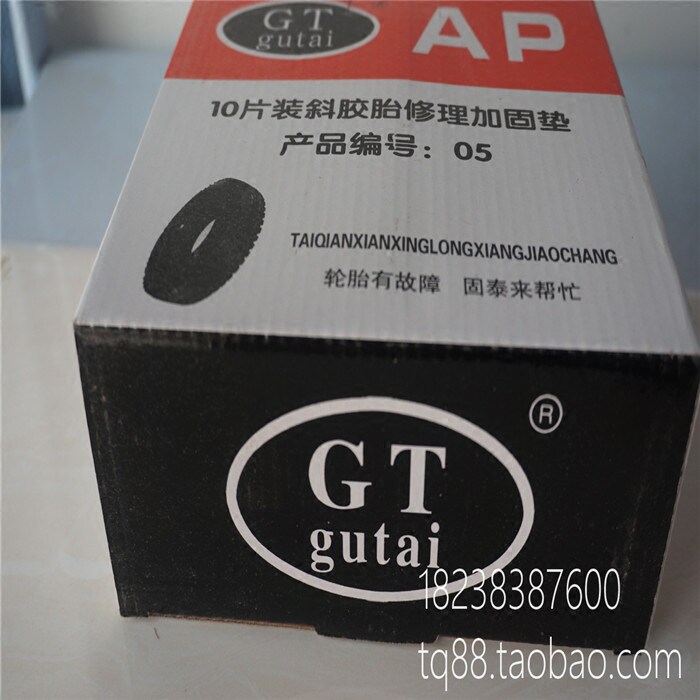 GT
gutai
AP
10片装斜胶胎修理加固垫
产品编号：05
TAIQIANXIANXINGLONGXIANGJIAOCHANG
轮胎有故障 固泰来帮忙
®
GT
gutai
18238387600
tq88.taobao.com